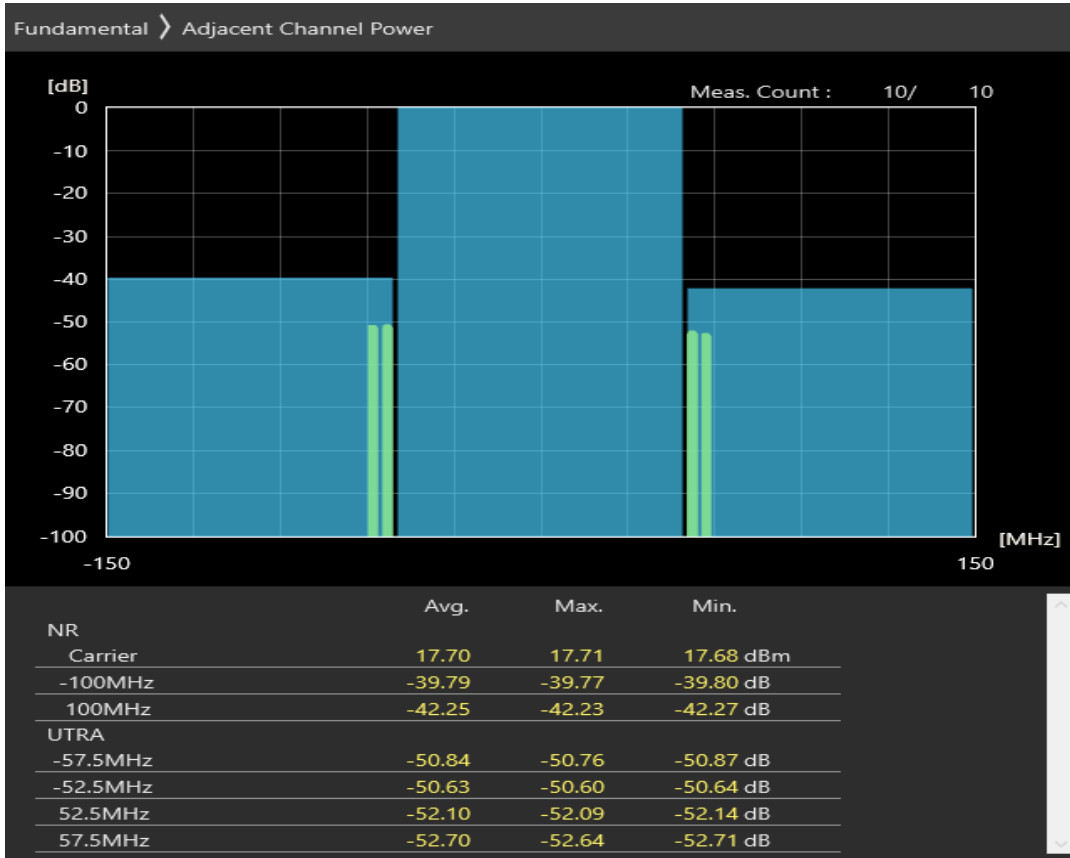 Fundamental ❭ Adjacent Channel Power
[dB]
Meas. Count : 10/ 10
0
-10
-20
-30
-40
-50
-60
-70
-80
-90
-100
[MHz]
-150 150
Avg. Max. Min.
NR
Carrier 17.70 17.71 17.68 dBm
-100MHz -39.79 -39.77 -39.80 dB
100MHz -42.25 -42.23 -42.27 dB
UTRA
-57.5MHz -50.84 -50.76 -50.87 dB
-52.5MHz -50.63 -50.60 -50.64 dB
52.5MHz -52.10 -52.09 -52.14 dB
57.5MHz -52.70 -52.64 -52.71 dB